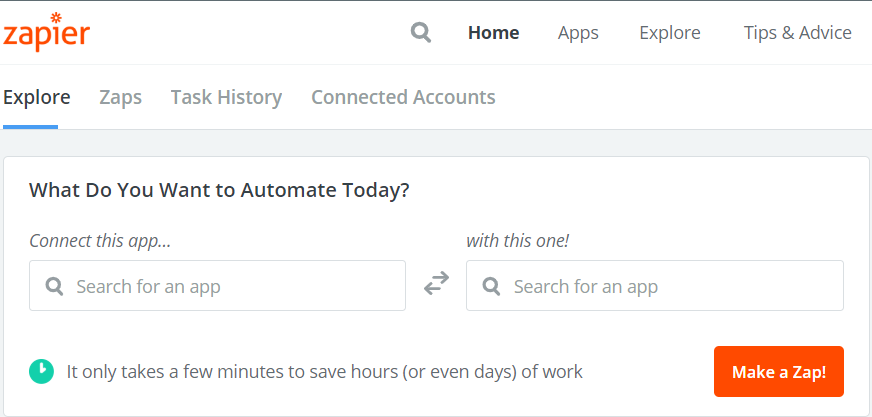 zapier
Home Apps Explore Tips & Advice
Explore Zaps Task History Connected Accounts
What Do You Want to Automate Today?
Connect this app... with this one!
Search for an app Search for an app
It only takes a few minutes to save hours (or even days) of work
Make a Zap!